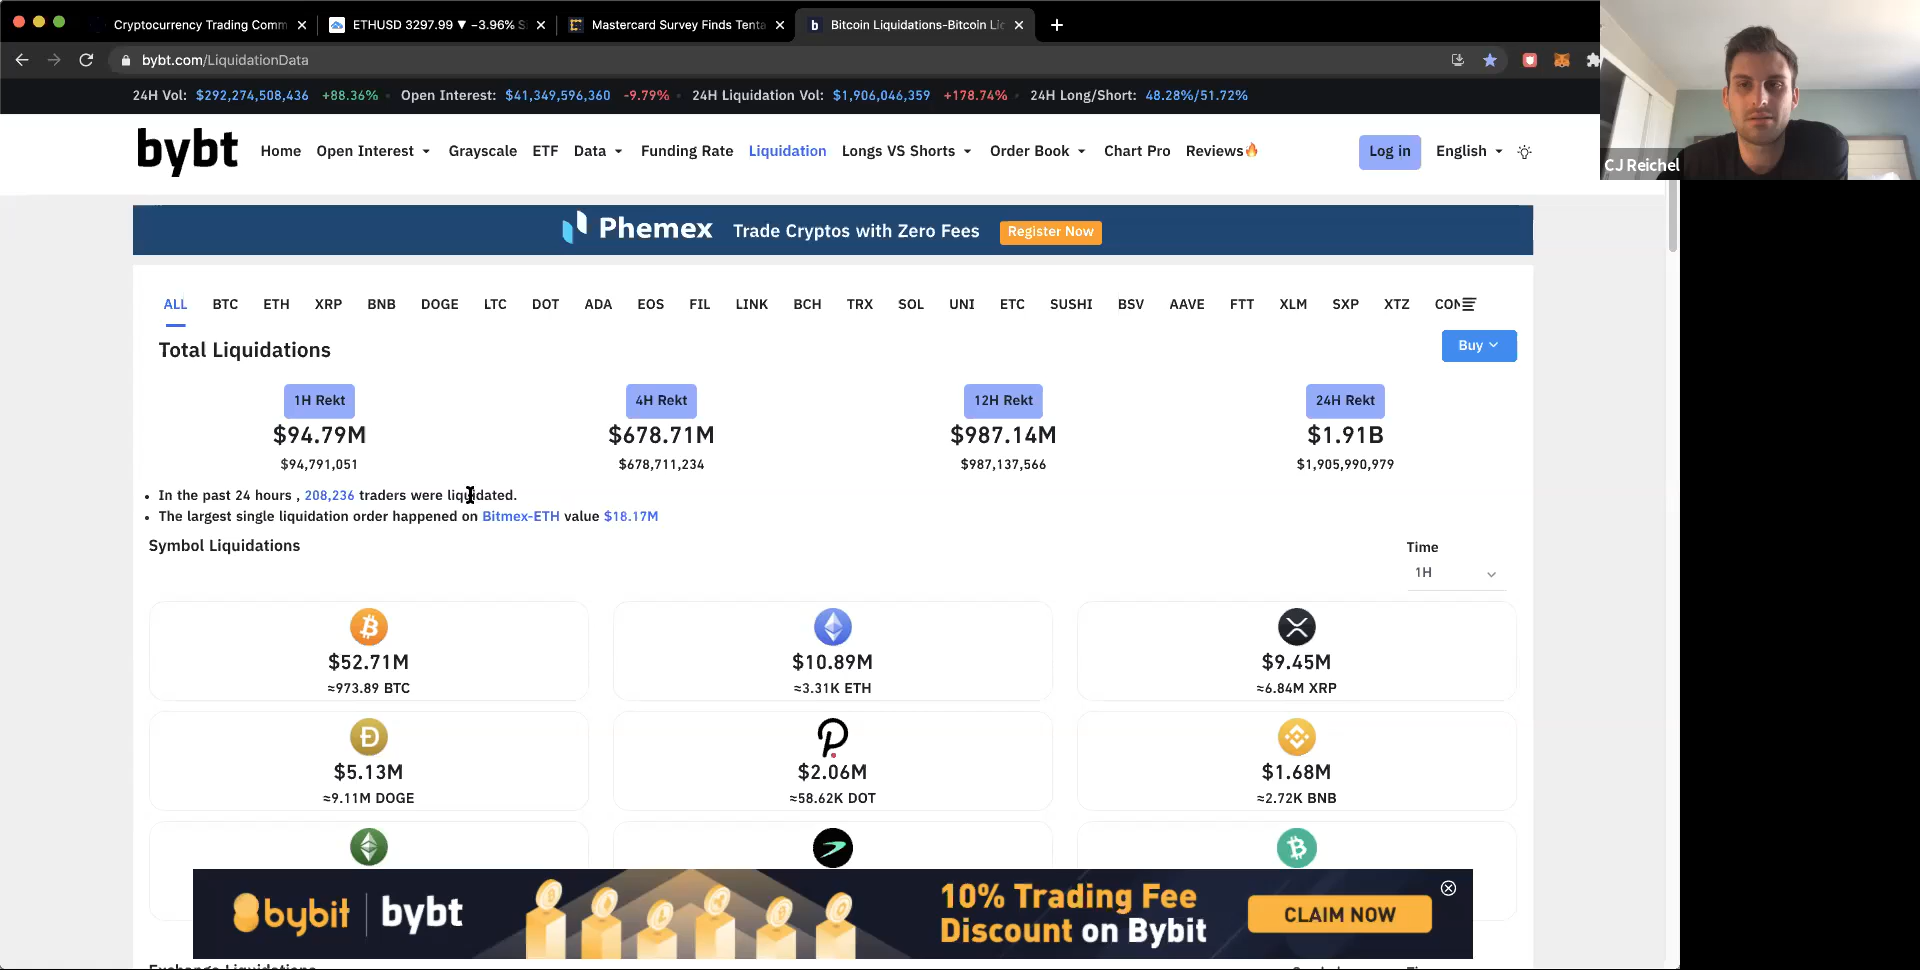 Cryptocurrency Trading Comm
ETHUSD 3297.99 ▼ −3.96%
Mastercard Survey Finds Tenta
b Bitcoin Liquidations-Bitcoin Li
bybt.com/LiquidationData
24H Vol: $292,274,508,436 +88.36% Open Interest: $41,349,596,360 -9.79% 24H Liquidation Vol: $1,906,046,359 +178.74% 24H Long/Short: 48.28%/51.72%
bybt Home Open Interest Grayscale ETF Data Funding Rate Liquidation Longs VS Shorts Order Book Chart Pro Reviews🔥 Log in English
CJ Reichel
Phemex Trade Cryptos with Zero Fees Register Now
ALL BTC ETH XRP BNB DOGE LTC DOT ADA EOS FIL LINK BCH TRX SOL UNI ETC SUSHI BSV AAVE FTT XLM SXP XTZ
Total Liquidations
Buy
1H Rekt 4H Rekt 12H Rekt 24H Rekt
$94.79M $678.71M $987.14M $1.91B
$94,791,051 $678,711,234 $987,137,566 $1,905,990,979
• In the past 24 hours , 208,236 traders were liquidated.
• The largest single liquidation order happened on Bitmex-ETH value $18.17M
Symbol Liquidations
Time
1H
$52.71M $10.89M $9.45M
≈973.89 BTC ≈3.31K ETH ≈6.84M XRP
$5.13M $2.06M $1.68M
≈9.11M DOGE ≈58.62K DOT ≈2.72K BNB
bybit | bybt
10% Trading Fee
Discount on Bybit
CLAIM NOW
Exchange Liquidations